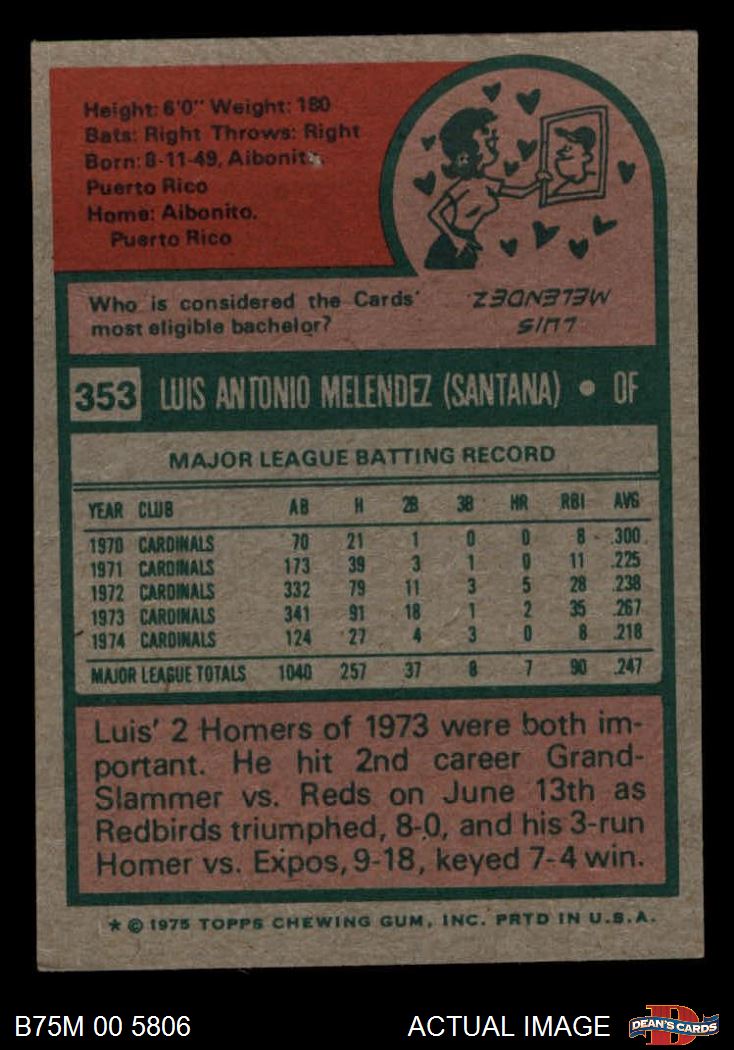 Height: 6'0" Weight: 180
Bats: Right Throws: Right
Born: 8-11-49, Aibonito
Puerto Rico
Home: Aibonito,
Puerto Rico
Who is considered the Cards'
most eligible bachelor?
LUIS
MELENDEZ
353 LUIS ANTONIO MELENDEZ (SANTANA) • OF
MAJOR LEAGUE BATTING RECORD
YEAR CLUB AB H 2B 3B HR RBI AVG
1970 CARDINALS 70 21 1 0 0 8 .300
1971 CARDINALS 173 39 3 1 0 11 .225
1972 CARDINALS 332 79 11 3 5 28 .238
1973 CARDINALS 341 91 18 1 2 35 .267
1974 CARDINALS 124 27 4 3 0 8 .218
MAJOR LEAGUE TOTALS 1040 257 37 8 7 90 .247
Luis' 2 Homers of 1973 were both im-
portant. He hit 2nd career Grand-
Slammer vs. Reds on June 13th as
Redbirds triumphed, 8-0, and his 3-run
Homer vs. Expos, 9-18, keyed 7-4 win.
* © 1975 TOPPS CHEWING GUM, INC. PRTD IN U.S.A.
B75M 00 5806 ACTUAL IMAGE DEAN'S CARDS